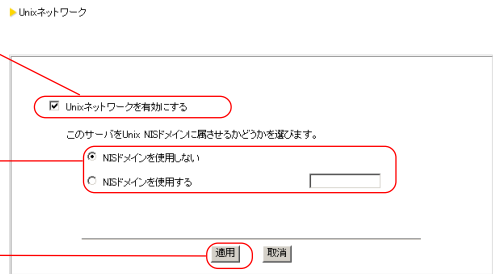 Unixネットワーク
Unixネットワークを有効にする
このサーバをUnix NISドメインに属させるかどうかを選びます。
NISドメインを使用しない
NISドメインを使用する
適用 取消